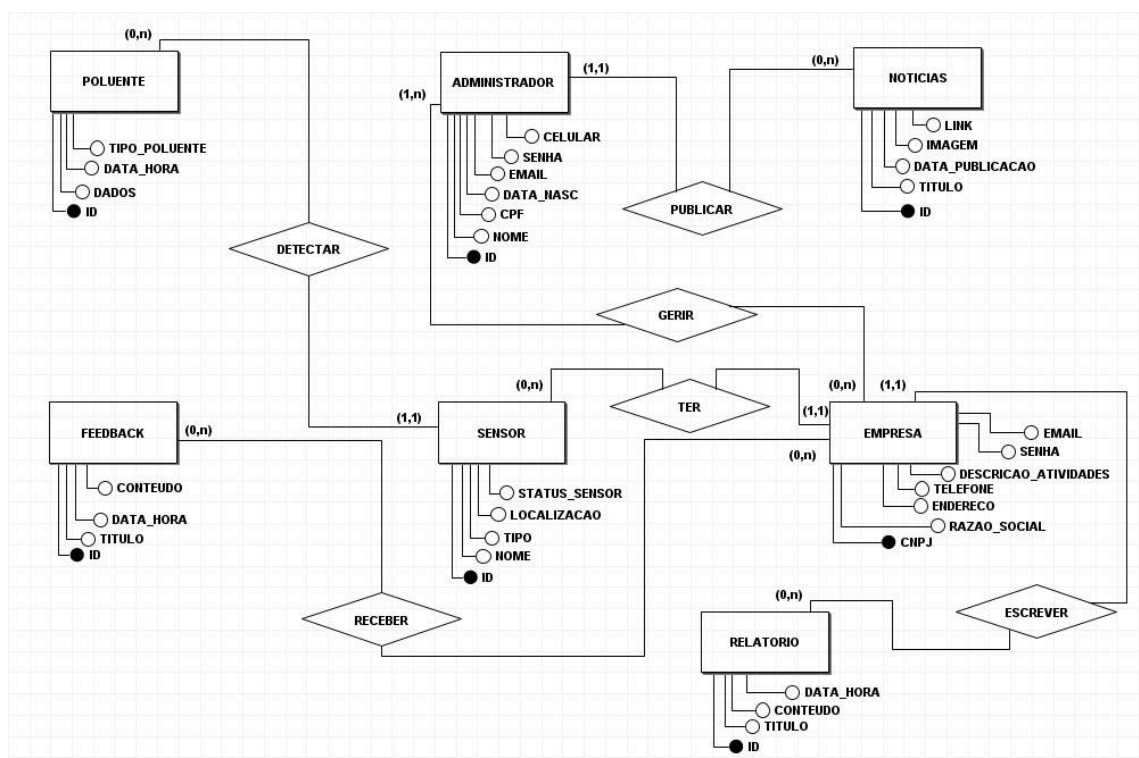 (0,n)
POLUENTE
TIPO_POLUENTE
DATA_HORA
DADOS
ID
DETECTAR
(1,1)
ADMINISTRADOR
(1,n)
CELULAR
SENHA
EMAIL
DATA_NASC
CPF
NOME
ID
(1,1)
PUBLICAR
(0,n)
NOTICIAS
LINK
IMAGEM
DATA_PUBLICACAO
TITULO
ID
GERIR
(0,n)
FEEDBACK
(0,n)
CONTEUDO
DATA_HORA
TITULO
ID
RECEBER
(0,n)
SENSOR
STATUS_SENSOR
LOCALIZACAO
TIPO
NOME
ID
(0,n)
TER
(1,1)
EMPRESA
(1,1)
EMAIL
SENHA
DESCRICAO_ATIVIDADES
TELEFONE
ENDERECO
RAZAO_SOCIAL
CNPJ
ESCREVER
(0,n)
RELATORIO
DATA_HORA
CONTEUDO
TITULO
ID